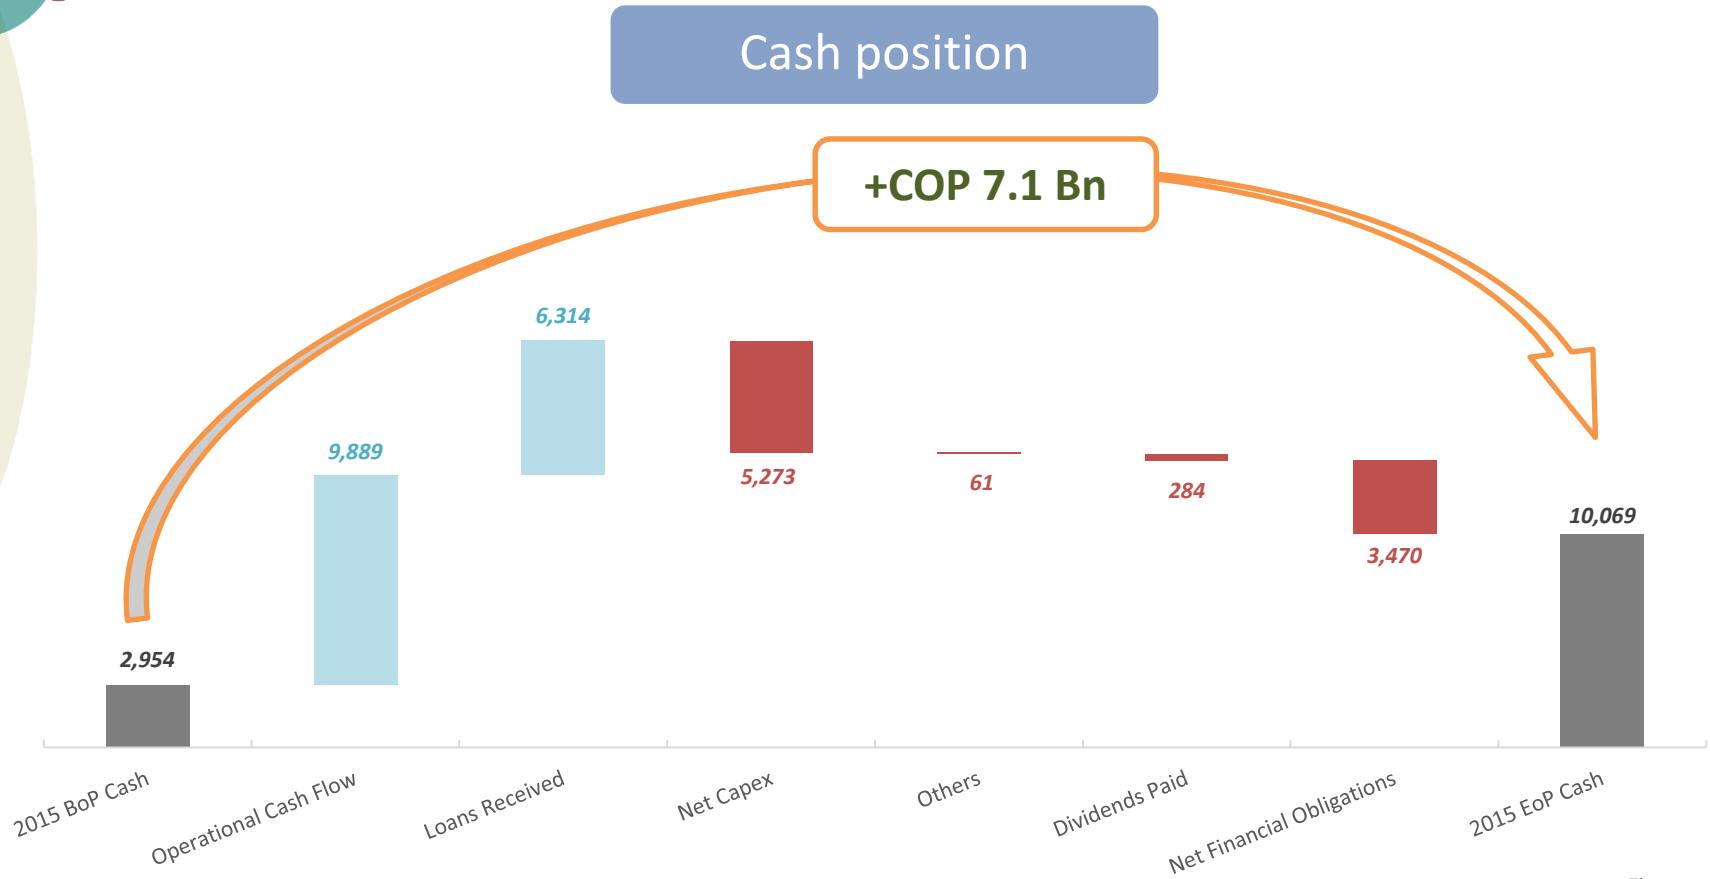 Cash position
+COP 7.1 Bn
6,314
9,889
5,273
61
284
10,069
3,470
2,954
2015 BoP Cash
Operational Cash Flow
Loans Received
Net Capex
Others
Dividends Paid
Net Financial Obligations
2015 EoP Cash